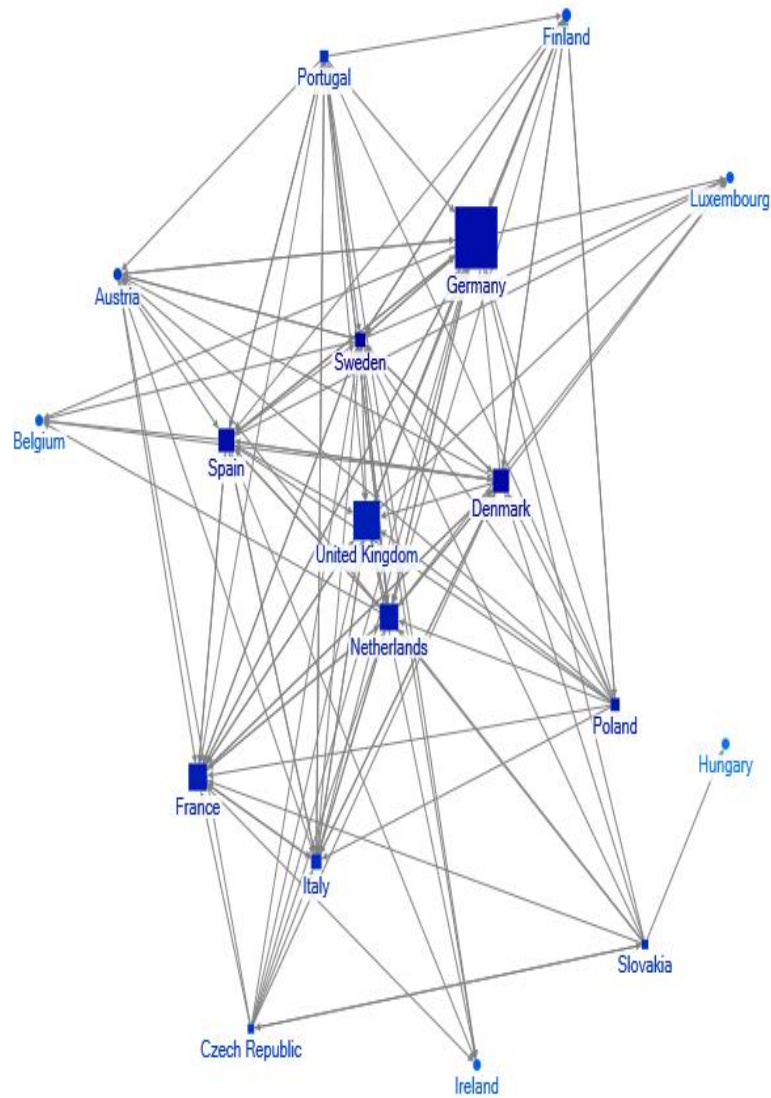 Finland
Portugal
Luxembourg
Germany
Austria
Sweden
Belgium
Spain
Denmark
United Kingdom
Netherlands
Poland
Hungary
France
Italy
Slovakia
Czech Republic
Ireland